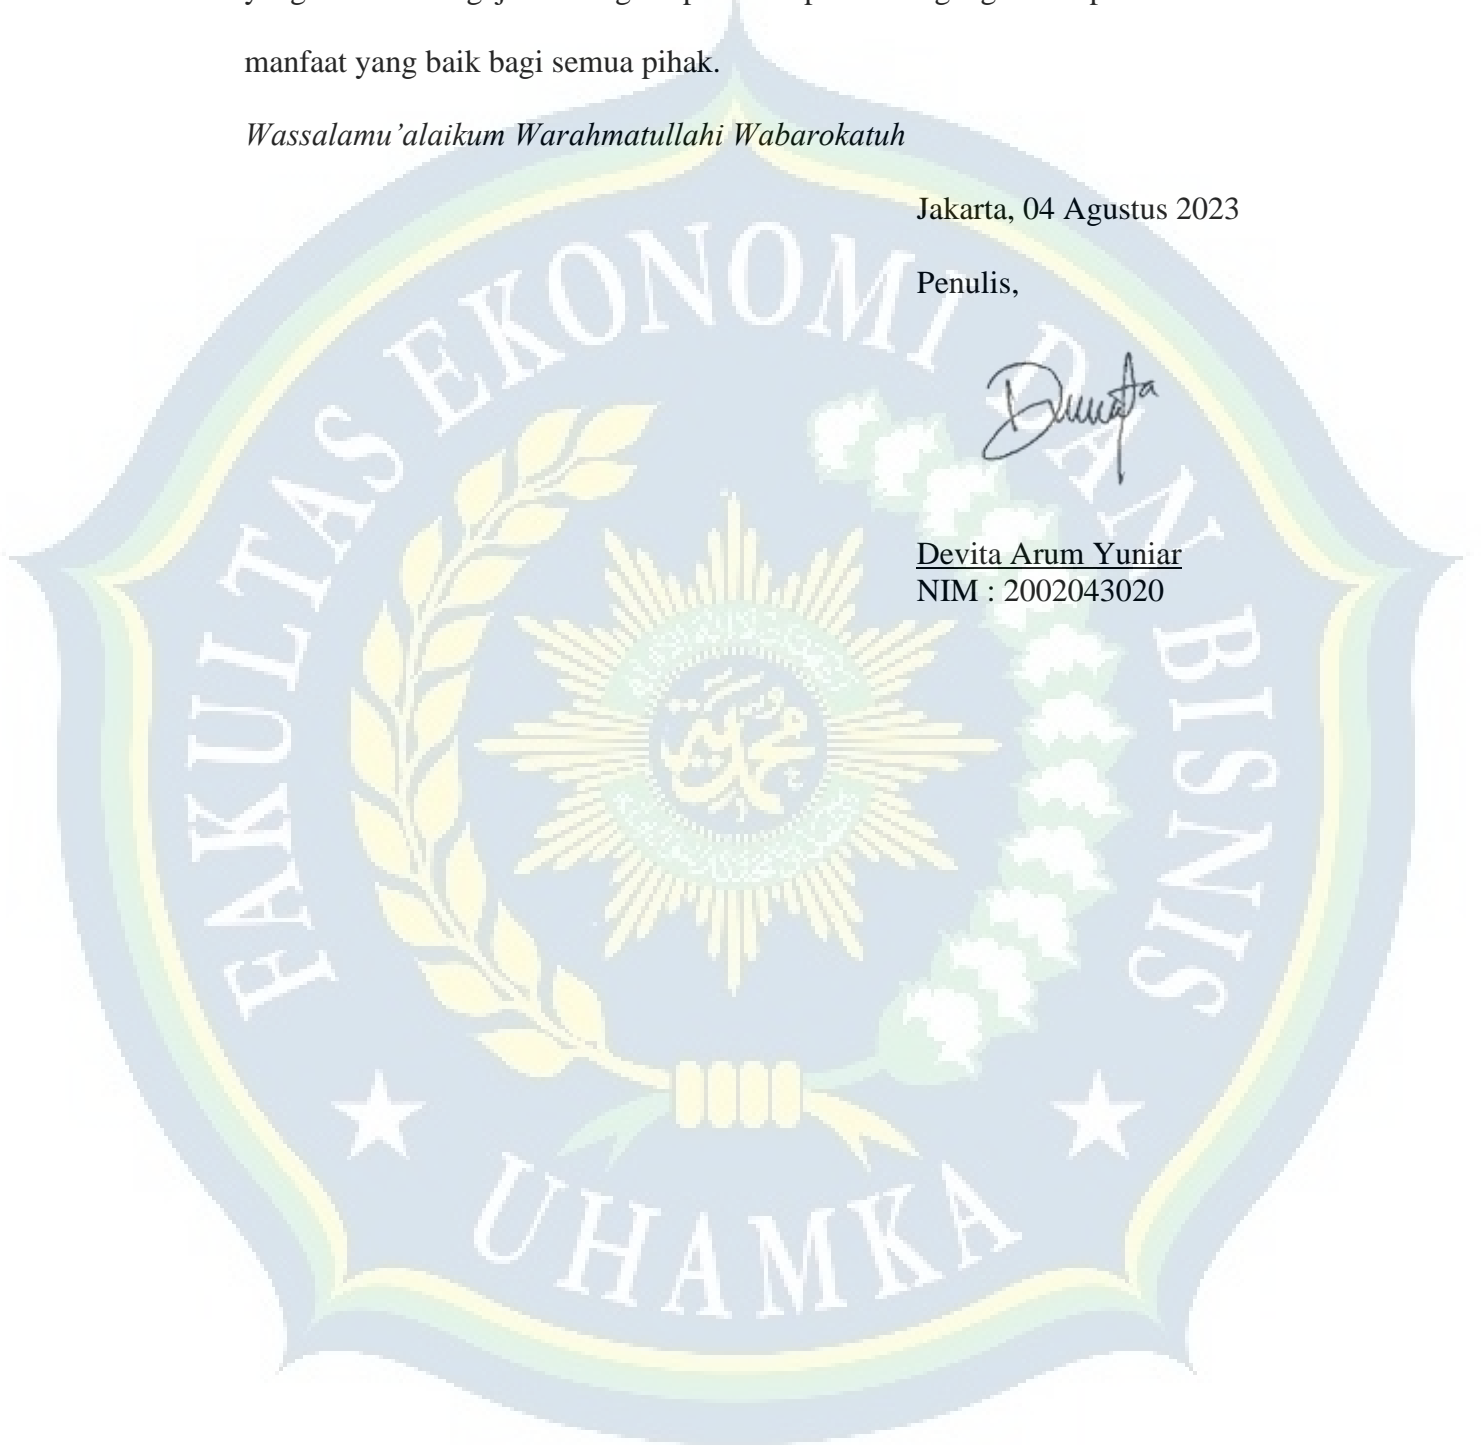 manfaat yang baik bagi semua pihak.
Wassalamu’alaikum Warahmatullahi Wabarokatuh
Jakarta, 04 Agustus 2023
Penulis,
Devita Arum Yuniar
NIM : 2002043020
FAKULTAS EKONOMI DAN BISNIS
UHAMKA